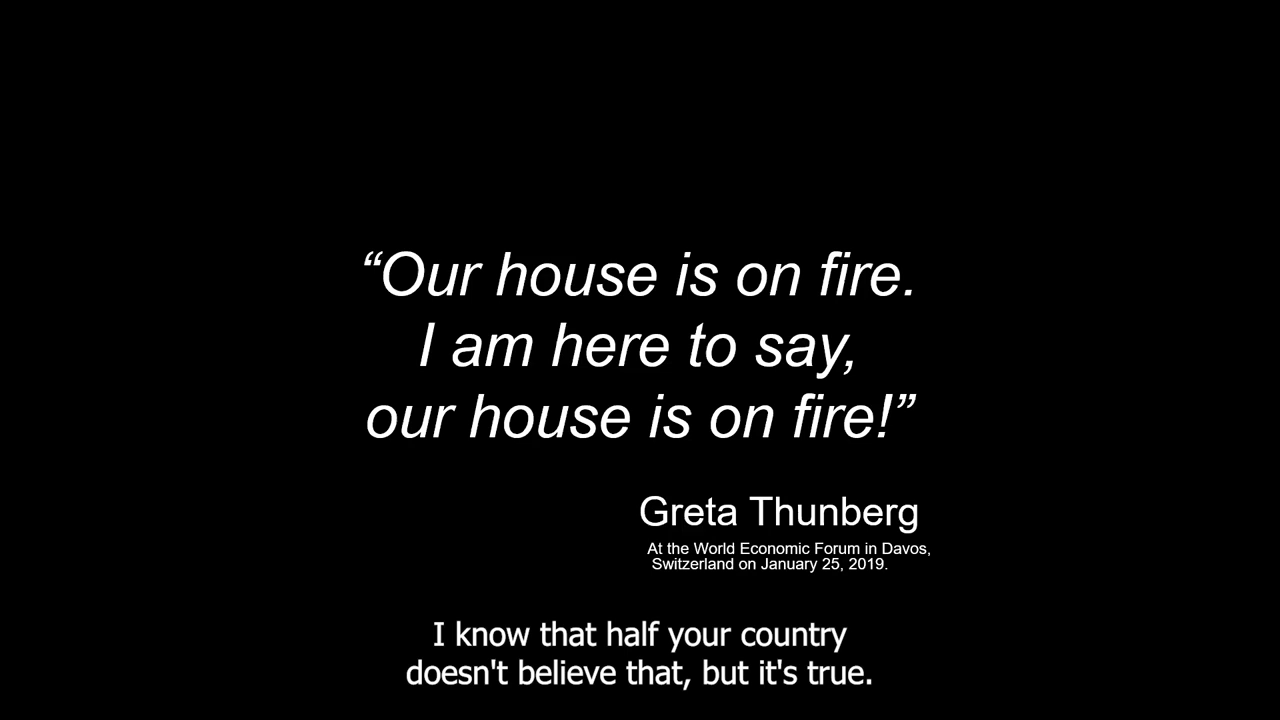 “Our house is on fire.
I am here to say,
our house is on fire!”
Greta Thunberg
At the World Economic Forum in Davos,
Switzerland on January 25, 2019.
I know that half your country
doesn't believe that, but it's true.